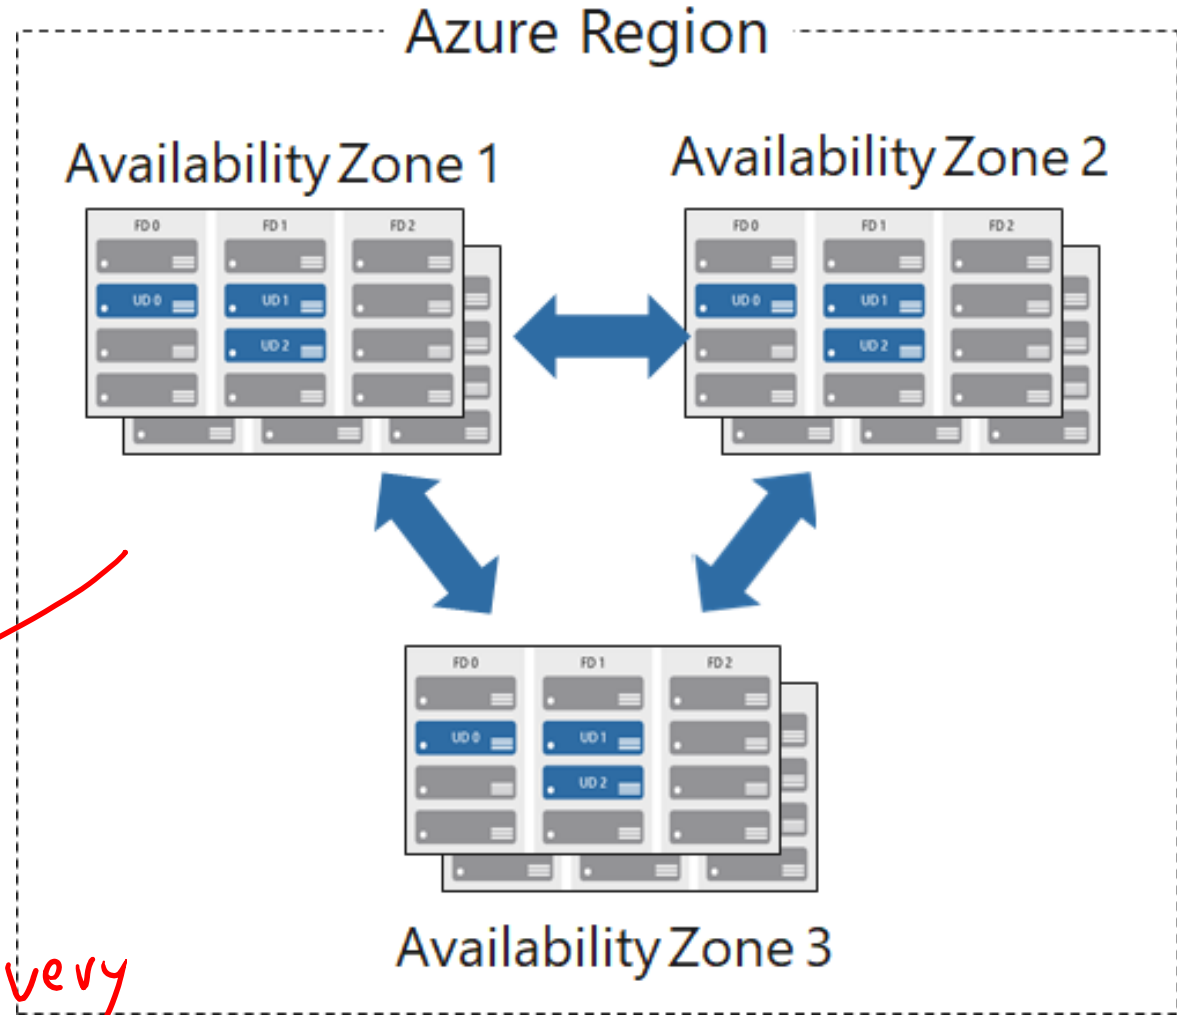 Azure Region
Availability Zone 1
Availability Zone 2
FD 0 FD 1 FD 2
UD 0 UD 1
UD 2
FD 0 FD 1 FD 2
UD 0 UD 1
UD 2
FD 0 FD 1 FD 2
UD 0 UD 1
UD 2
Availability Zone 3
very